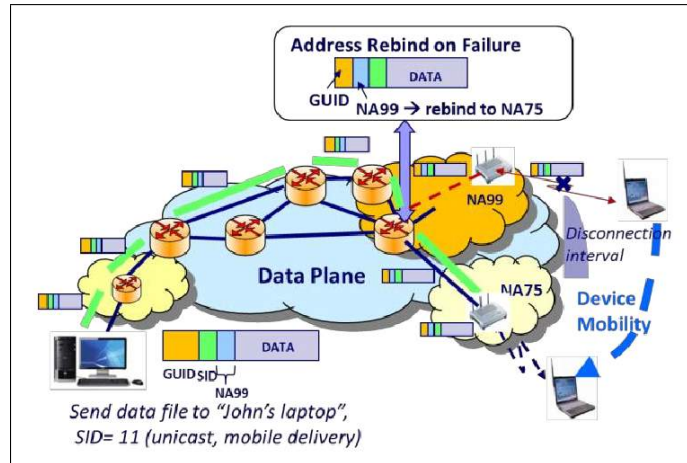 Address Rebind on Failure
DATA
GUID
NA99 → rebind to NA75
NA99
Disconnection
interval
Data Plane
NA75
Device
Mobility
DATA
GUID SID
NA99
Send data file to “John’s laptop”,
SID= 11 (unicast, mobile delivery)